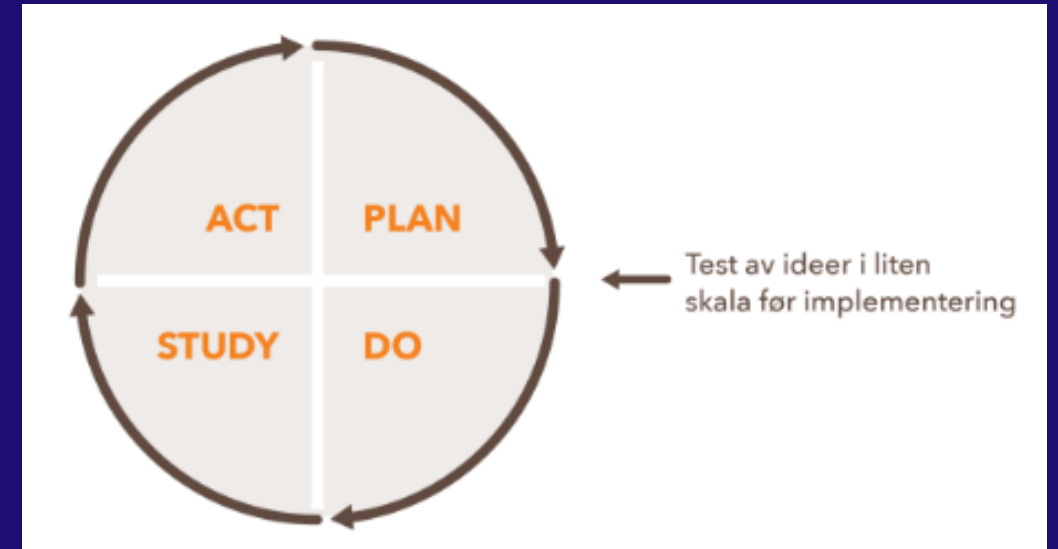 ACT
PLAN
STUDY
DO
Test av ideer i liten
skala før implementering